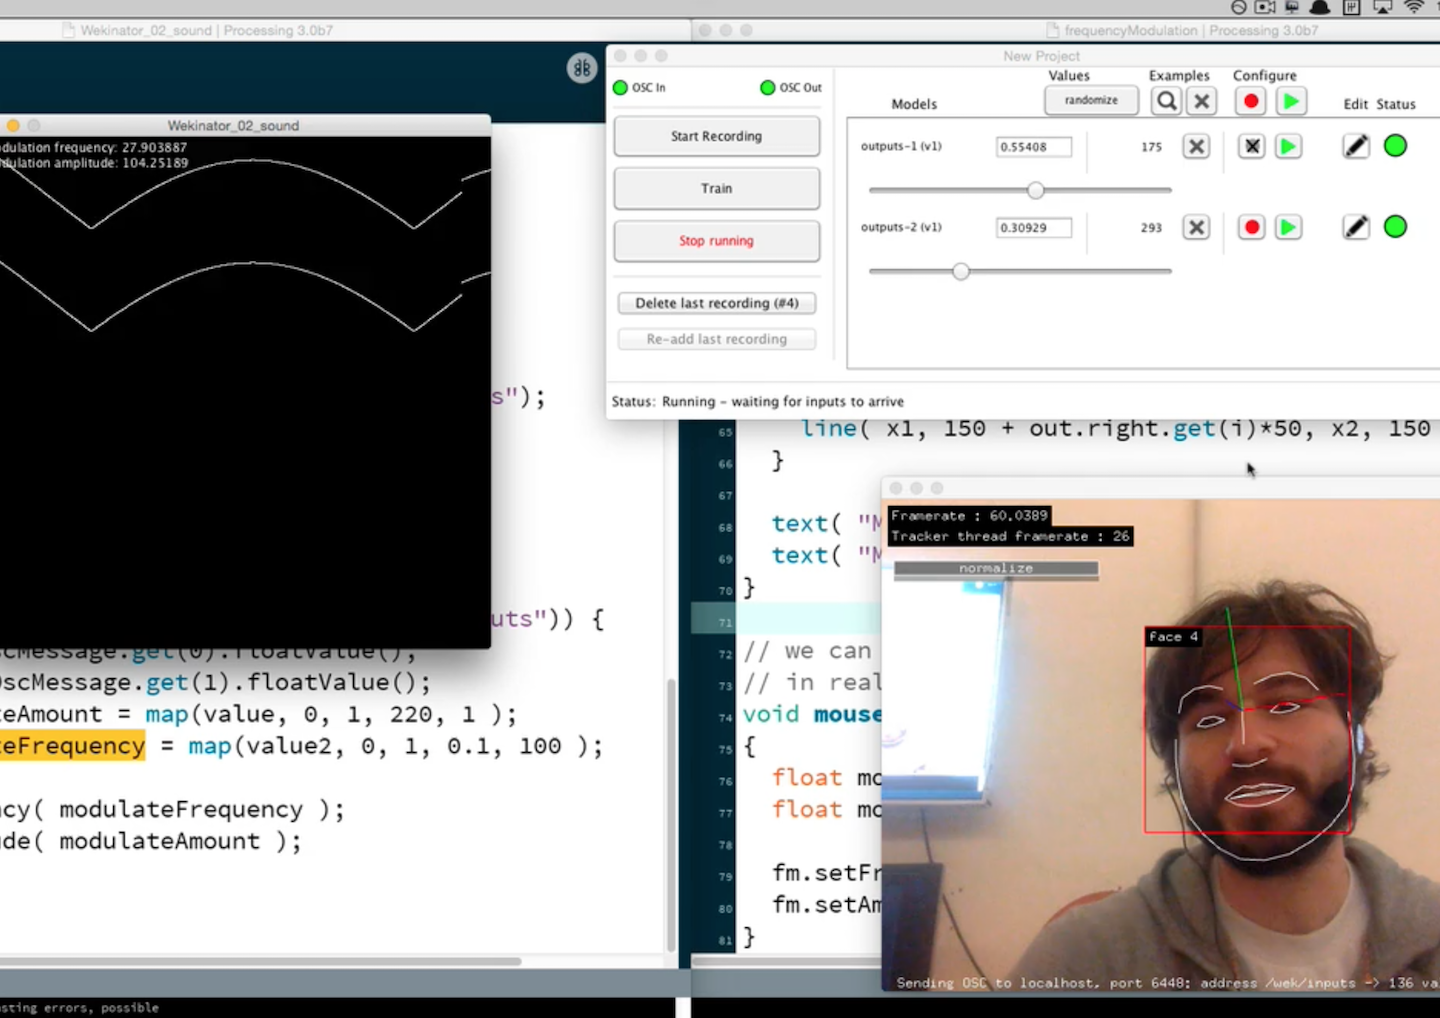 Wekinator_02_sound | Processing 3.0b7
frequencyModulation | Processing 3.0b7
Wekinator_02_sound
dulation frequency: 27.903887
dulation amplitude: 104.25189
s");
uts")) {
scMessage.get(0).floatValue();
OscMessage.get(1).floatValue();
teAmount = map(value, 0, 1, 220, 1 );
teFrequency = map(value2, 0, 1, 0.1, 100 );
ncy( modulateFrequency );
de( modulateAmount );
sting errors, possible
New Project
OSC In
OSC Out
Start Recording
Train
Stop running
Delete last recording (#4)
Re-add last recording
Values
Examples
Configure
Models
randomize
Edit
Status
outputs-1 (v1)
0.55408
175
outputs-2 (v1)
0.30929
293
Status: Running - waiting for inputs to arrive
65 line( x1, 150 + out.right.get(i)*50, x2, 150
66 }
67
68 text( "M
69 text( "M
70 }
71
72 // we can
73 // in real
74 void mouse
75 {
76 float mo
77 float mo
78
79 fm.setFr
80 fm.setAm
81 }
Framerate : 60.0389
Tracker thread framerate : 26
normalize
Face 4
Sending OSC to localhost, port 6448: address /wek/inputs -> 136 va